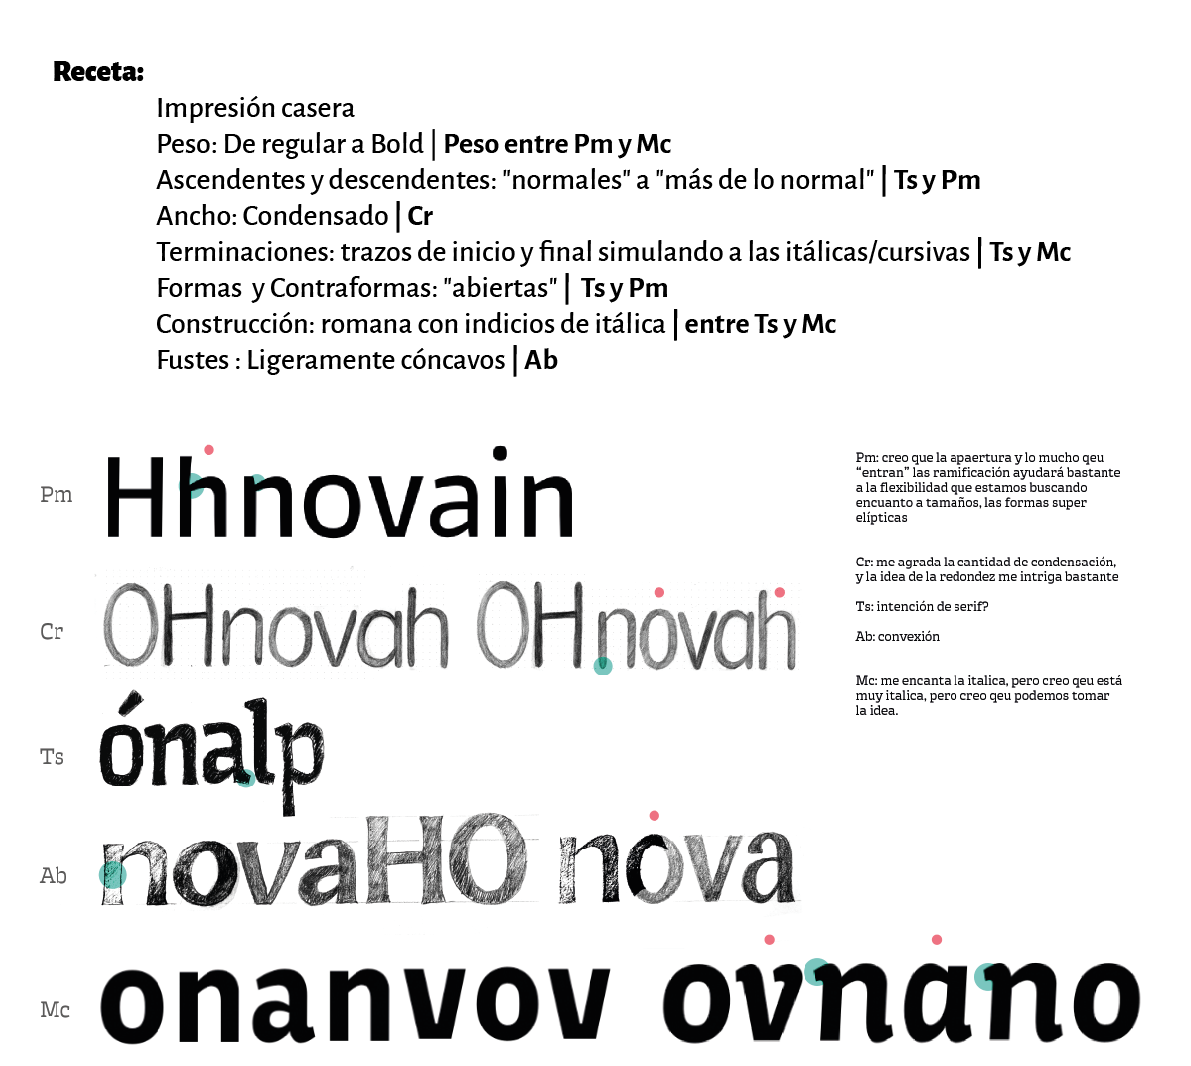 Receta:
Impresión casera
Peso: De regular a Bold | Peso entre Pm y Mc
Ascendentes y descendentes: "normales" a "más de lo normal" | Ts y Pm
Ancho: Condensado | Cr
Terminaciones: trazos de inicio y final simulando a las itálicas/cursivas | Ts y Mc
Formas y Contraformas: "abiertas" | Ts y Pm
Construcción: romana con indicios de itálica | entre Ts y Mc
Fustes : Ligeramente cóncavos | Ab
Pm
Hhnovain
Cr
OHnovah OHnovah
Ts
ónalp
Ab
novaHO nova
Mc
onanvov ovnano
Pm: creo que la apaertura y lo mucho qeu
“entran” las ramificación ayudará bastante
a la flexibilidad que estamos buscando
encuanto a tamaños, las formas super
elípticas
Cr: me agrada la cantidad de condensación,
y la idea de la redondez me intriga bastante
Ts: intención de serif?
Ab: convexión
Mc: me encanta la italica, pero creo qeu está
muy italica, pero creo qeu podemos tomar
la idea.